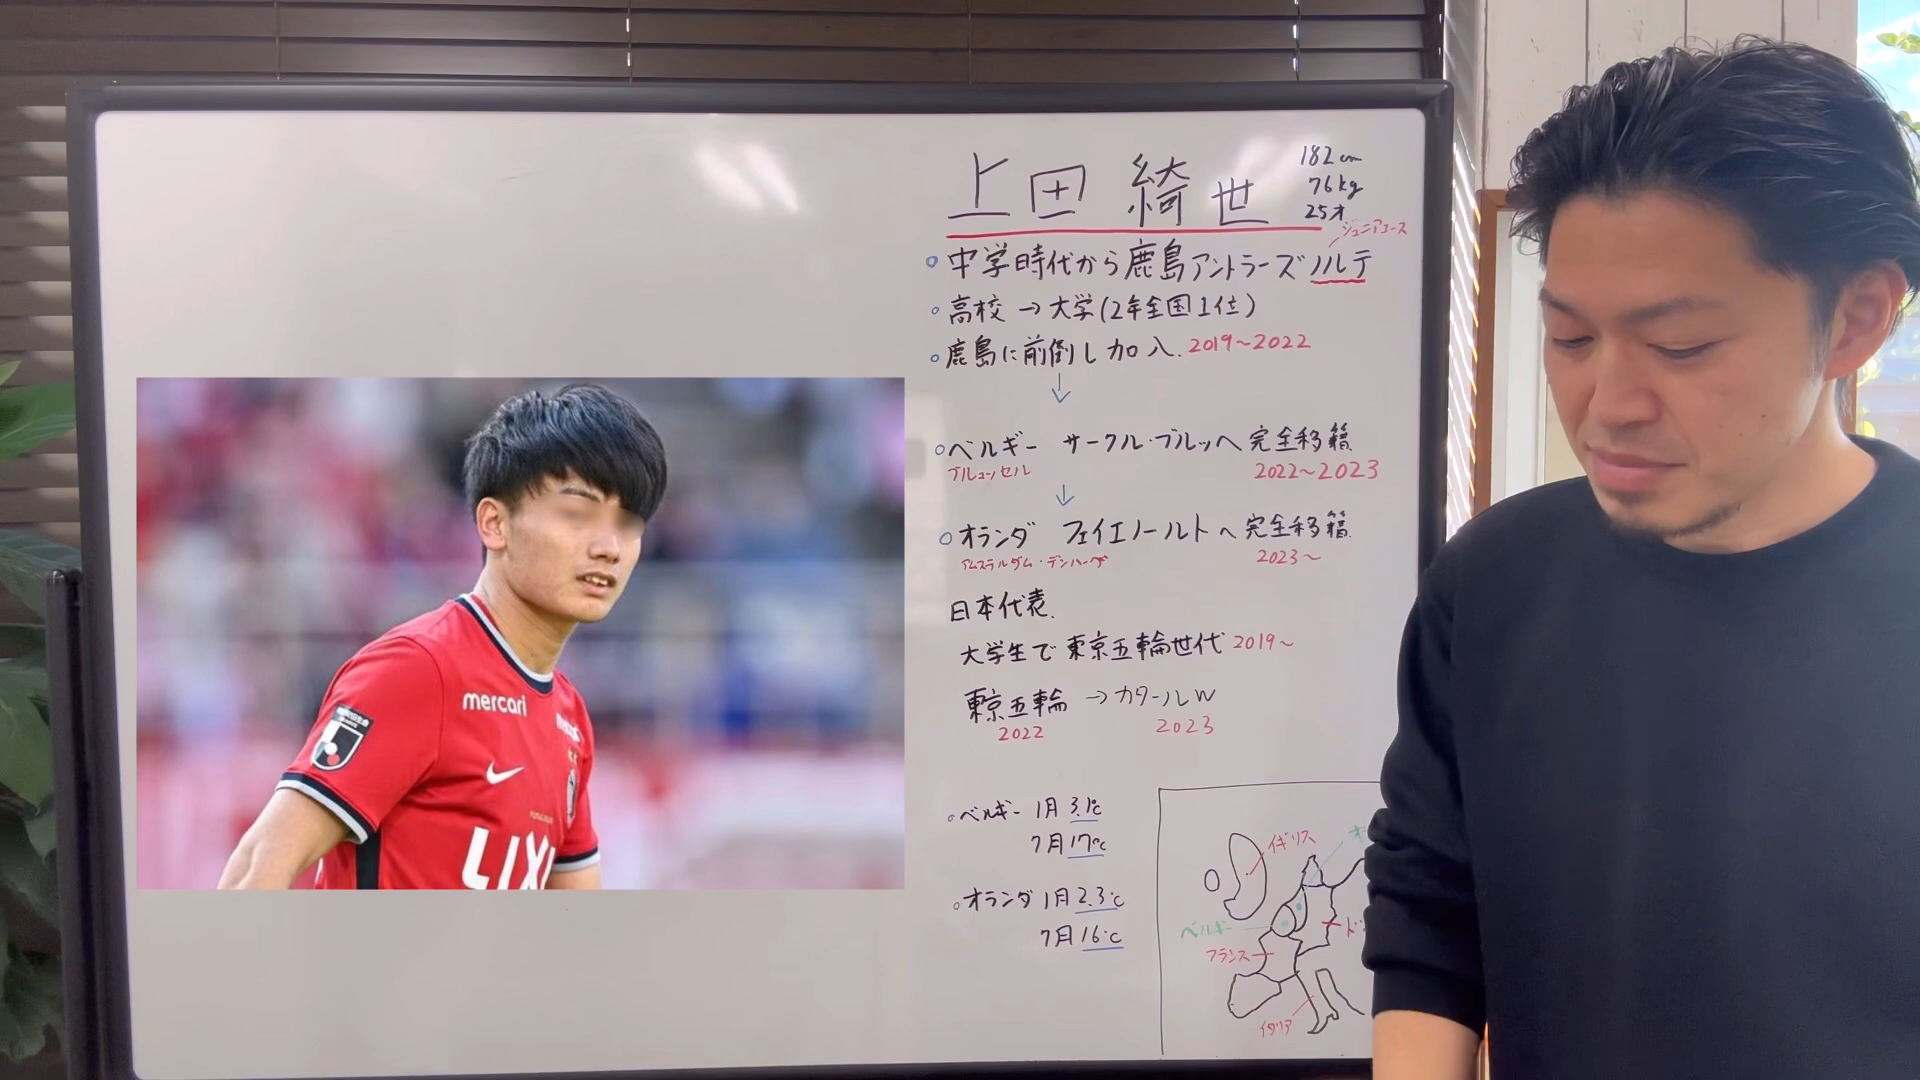 上田綺世
182cm
76kg
25才
ジュニアユース
。中学時代から鹿島アントラーズノルテ
。高校→大学(2年全国1位)
。鹿島に前倒し加入. 2019~2022
↓
。ベルギー サークル・ブルッヘ完全移籍
ブルュッセル 2022~2023
↓
。オランダ フェイエノールトへ完全移籍.
アムステルダム・デンハーグ 2023~
日本代表.
大学生で東京五輪世代 2019~
東京五輪→カタールW
2022 2023
。ベルギー 1月3.1℃
7月17℃
。オランダ 1月2.3℃
7月16℃
イギリス
ベルギー
フランス
イタリア
mercari
LIXI